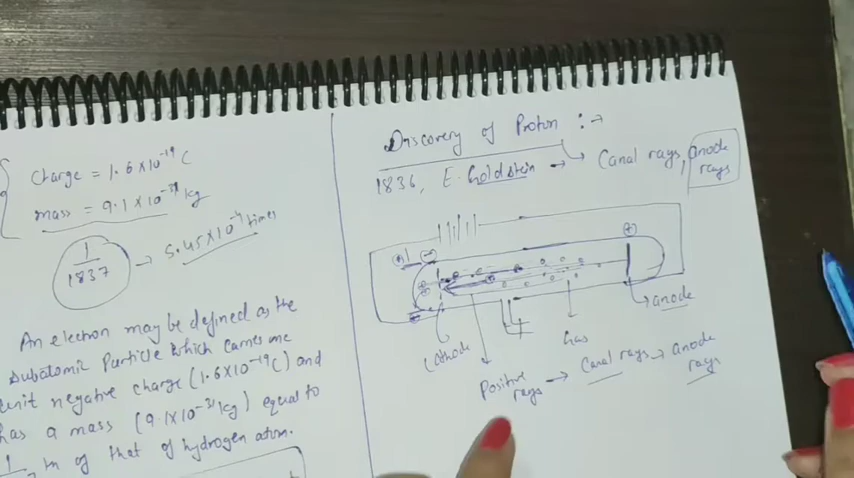 Charge = 1.6 × 10⁻¹⁹ C
mass = 9.1 × 10⁻³¹ kg
1/1837 → 5.45 × 10⁻⁴ times
An electron may be defined as the
subatomic Particle which carries one
unit negative charge (1.6 × 10⁻¹⁹ C) and
has a mass (9.1 × 10⁻³¹ kg) equal to
th of that of hydrogen atom.
Discovery of Proton :→
1836, E. Goldstein → Canal rays, anode
rays
anode
Cathode
Gas
Positive
rays → Canal rays → anode
rays